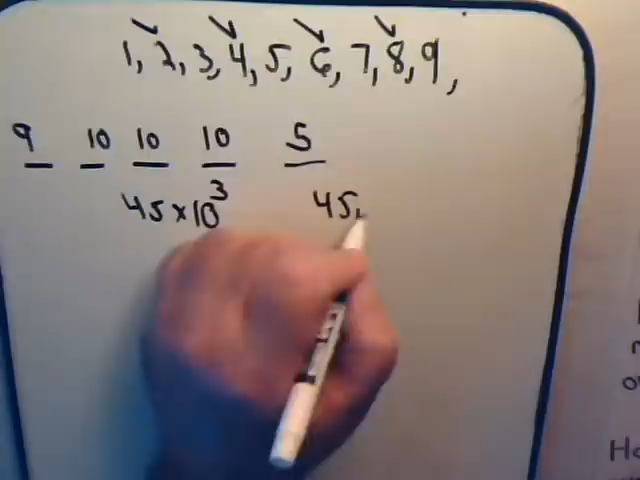 1, 2, 3, 4, 5, 6, 7, 8, 9,
9 10 10 10 5
45×10³ 45,